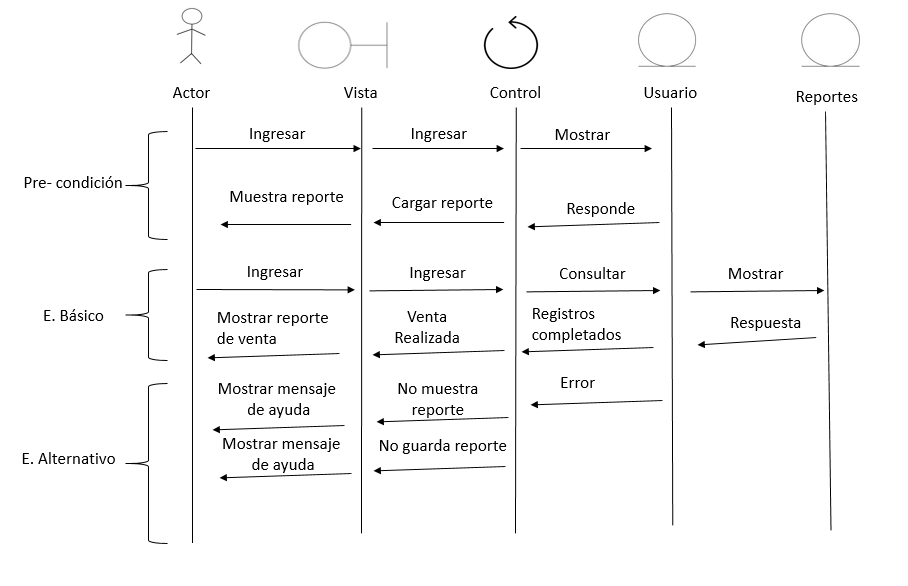 Actor
Vista
Control
Usuario
Reportes
Pre- condición
Ingresar
Ingresar
Mostrar
Muestra reporte
Cargar reporte
Responde
E. Básico
Ingresar
Ingresar
Consultar
Mostrar
Mostrar reporte
de venta
Venta
Realizada
Registros
completados
Respuesta
E. Alternativo
Mostrar mensaje
de ayuda
No muestra
reporte
Error
Mostrar mensaje
de ayuda
No guarda reporte